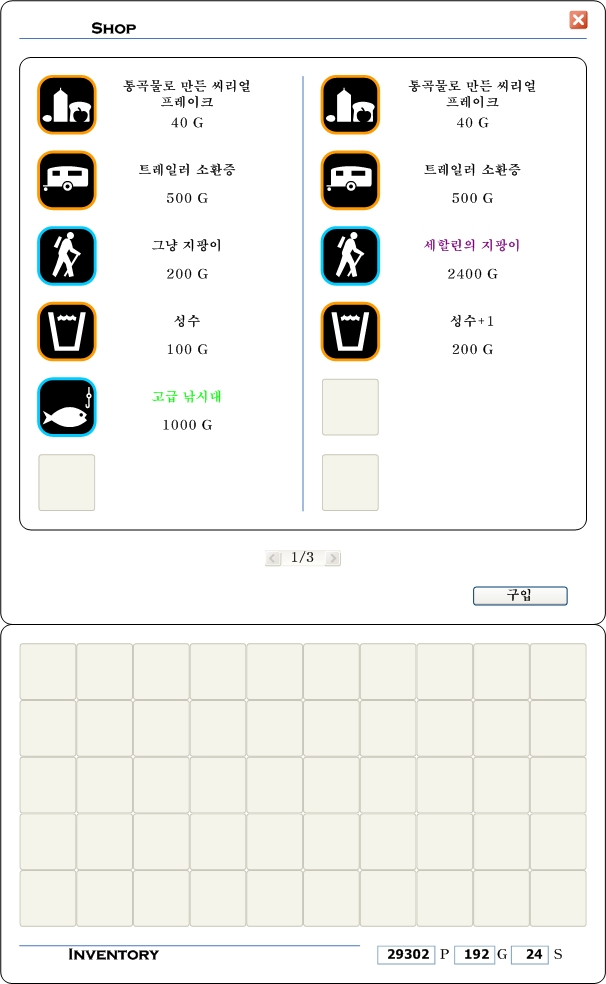 SHOP
통곡물로 만든 씨리얼
프레이크
40 G
통곡물로 만든 씨리얼
프레이크
40 G
트레일러 소환증
500 G
트레일러 소환증
500 G
그냥 지팡이
200 G
세할린의 지팡이
2400 G
성수
100 G
성수+1
200 G
고급 낚시대
1000 G
1/3
구입
INVENTORY
29302 P 192 G 24 S